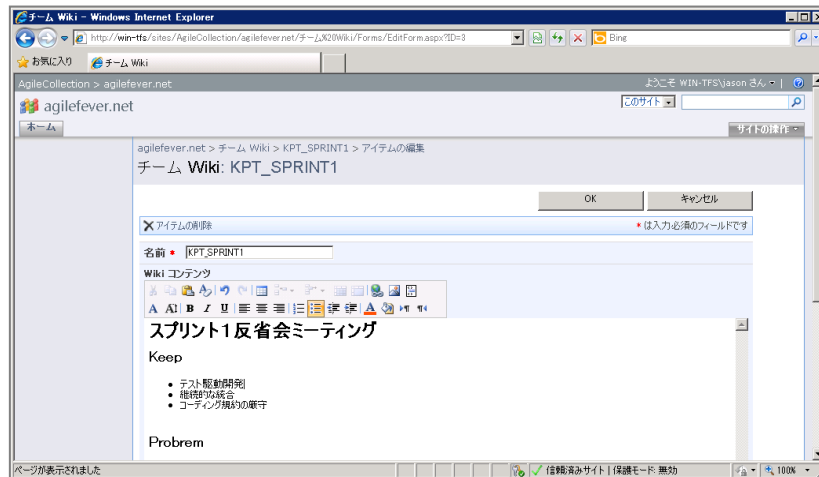 チーム Wiki - Windows Internet Explorer
http://win-tfs/sites/AgileCollection/agilefever.net/チーム%20Wiki/Forms/EditForm.aspx?ID=3
Bing
お気に入り
チーム Wiki
AgileCollection > agilefever.net
ようこそ WIN-TFS\jason さん
agilefever.net
このサイト
ホーム
サイトの操作
agilefever.net > チーム Wiki > KPT_SPRINT1 > アイテムの編集
チーム Wiki: KPT_SPRINT1
OK
キャンセル
アイテムの削除
* は入力必須のフィールドです
名前 *
KPT_SPRINT1
Wiki コンテンツ
A A B I U A
スプリント1反省会ミーティング
Keep
• テスト駆動開発
• 継続的な統合
• コーディング規約の厳守
Probrem
ページが表示されました
信頼済みサイト | 保護モード: 無効
100%